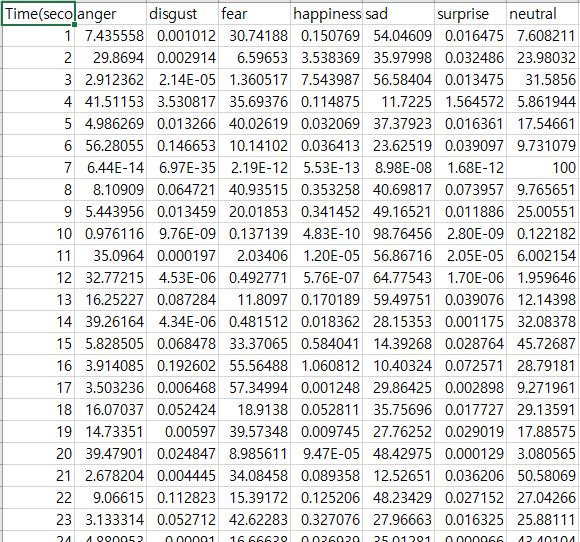 Time(seco anger disgust fear happiness sad surprise neutral
1 7.435558 0.001012 30.74188 0.150769 54.04609 0.016475 7.608211
2 29.8694 0.002914 6.59653 3.538369 35.97998 0.032486 23.98032
3 2.912362 2.14E-05 1.360517 7.543987 56.58404 0.013475 31.5856
4 41.51153 3.530817 35.69376 0.114875 11.7225 1.564572 5.861944
5 4.986269 0.013266 40.02619 0.032069 37.37923 0.016361 17.54661
6 56.28055 0.146653 10.14102 0.036413 23.62519 0.039097 9.731079
7 6.44E-14 6.97E-35 2.19E-12 5.53E-13 8.98E-08 1.68E-12 100
8 8.10909 0.064721 40.93515 0.353258 40.69817 0.073957 9.765651
9 5.443956 0.013459 20.01853 0.341452 49.16521 0.011886 25.00551
10 0.976116 9.76E-09 0.137139 4.83E-10 98.76456 2.80E-09 0.122182
11 35.0964 0.000197 2.03406 1.20E-05 56.86716 2.05E-05 6.002154
12 32.77215 4.53E-06 0.492771 5.76E-07 64.77543 1.70E-06 1.959646
13 16.25227 0.087284 11.8097 0.170189 59.49751 0.039076 12.14398
14 39.26164 4.34E-06 0.481512 0.018362 28.15353 0.001175 32.08378
15 5.828505 0.068478 33.37065 0.584041 14.39268 0.028764 45.72687
16 3.914085 0.192602 55.56488 1.060812 10.40324 0.072571 28.79181
17 3.503236 0.006468 57.34994 0.001248 29.86425 0.002898 9.271961
18 16.07037 0.052424 18.9138 0.052811 35.75696 0.017727 29.13591
19 14.73351 0.00597 39.57348 0.009745 27.76252 0.029019 17.88575
20 39.47901 0.024847 8.985611 9.47E-05 48.42975 0.000129 3.080565
21 2.678204 0.004445 34.08458 0.089358 12.52651 0.036206 50.58069
22 9.06615 0.112823 15.39172 0.125206 48.23429 0.027152 27.04266
23 3.133314 0.052712 42.62283 0.327076 27.96663 0.016325 25.88111
24 4.880953 0.00091 16.66638 0.036939 35.01281 0.000966 43.40104